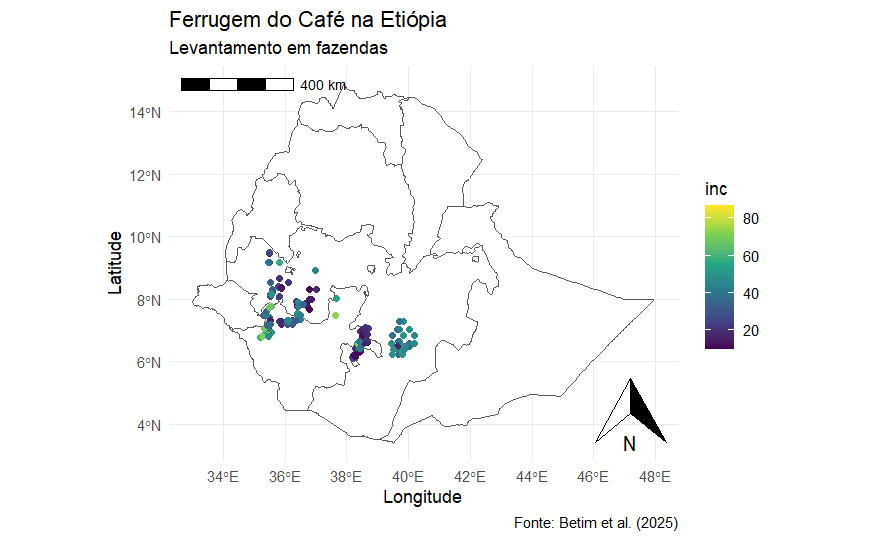 Ferrugem do Café na Etiópia
Levantamento em fazendas
400 km
14°N
12°N
10°N
8°N
6°N
4°N
Latitude
34°E 36°E 38°E 40°E 42°E 44°E 46°E 48°E
Longitude
N
inc
80
60
40
20
Fonte: Betim et al. (2025)